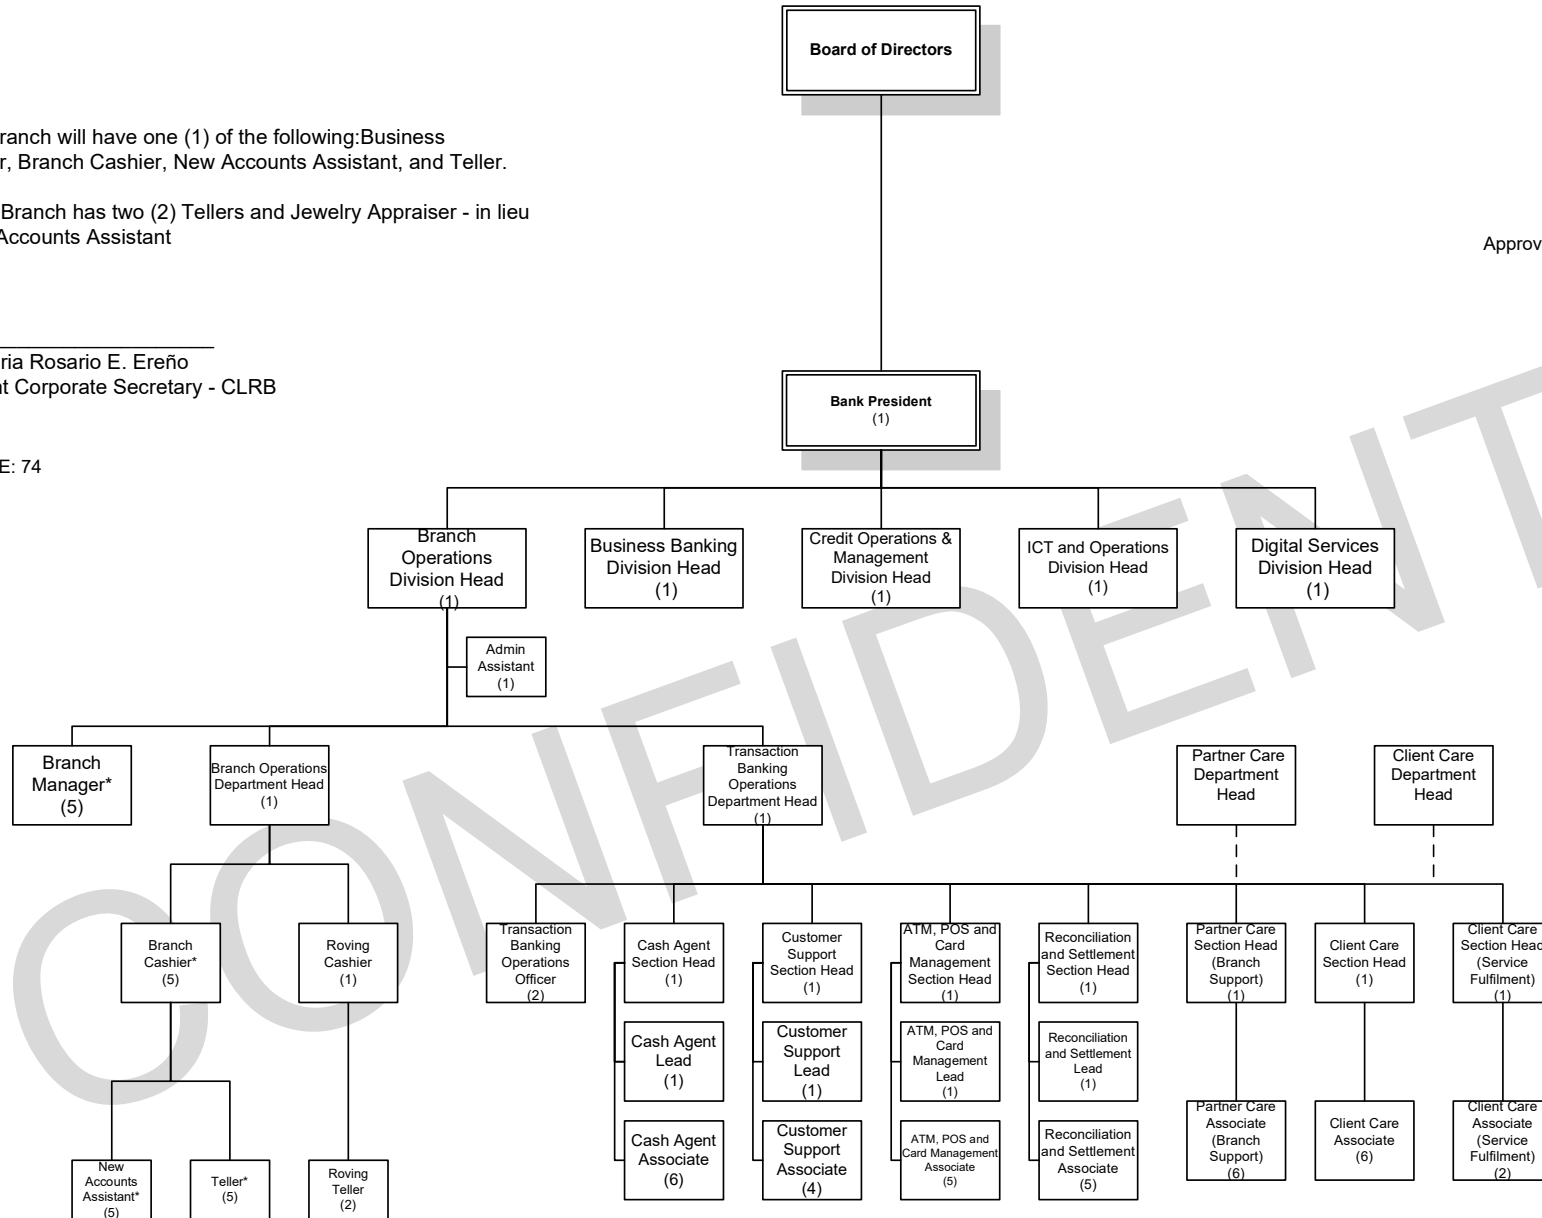 Board of Directors
ranch will have one (1) of the following:Business
r, Branch Cashier, New Accounts Assistant, and Teller.
Branch has two (2) Tellers and Jewelry Appraiser - in lieu
Accounts Assistant
Approv
ria Rosario E. Ereño
t Corporate Secretary - CLRB
E: 74
Bank President
(1)
Branch
Operations
Division Head
(1)
Business Banking
Division Head
(1)
Credit Operations &
Management
Division Head
(1)
ICT and Operations
Division Head
(1)
Digital Services
Division Head
(1)
Admin
Assistant
(1)
Branch
Manager*
(5)
Branch Operations
Department Head
(1)
Transaction
Banking
Operations
Department Head
(1)
Partner Care
Department
Head
Client Care
Department
Head
Branch
Cashier*
(5)
Roving
Cashier
(1)
Transaction
Banking
Operations
Officer
(2)
Cash Agent
Section Head
(1)
Customer
Support
Section Head
(1)
ATM, POS and
Card
Management
Section Head
(1)
Reconciliation
and Settlement
Section Head
(1)
Partner Care
Section Head
(Branch
Support)
(1)
Client Care
Section Head
(1)
Client Care
Section Head
(Service
Fulfilment)
(1)
Cash Agent
Lead
(1)
Customer
Support
Lead
(1)
ATM, POS and
Card
Management
Lead
(1)
Reconciliation
and Settlement
Lead
(1)
New
Accounts
Assistant*
(5)
Teller*
(5)
Roving
Teller
(2)
Cash Agent
Associate
(6)
Customer
Support
Associate
(4)
ATM, POS and
Card Management
Associate
(5)
Reconciliation
and Settlement
Associate
(5)
Partner Care
Associate
(Branch
Support)
(6)
Client Care
Associate
(6)
Client Care
Associate
(Service
Fulfilment)
(2)
CONFIDENT